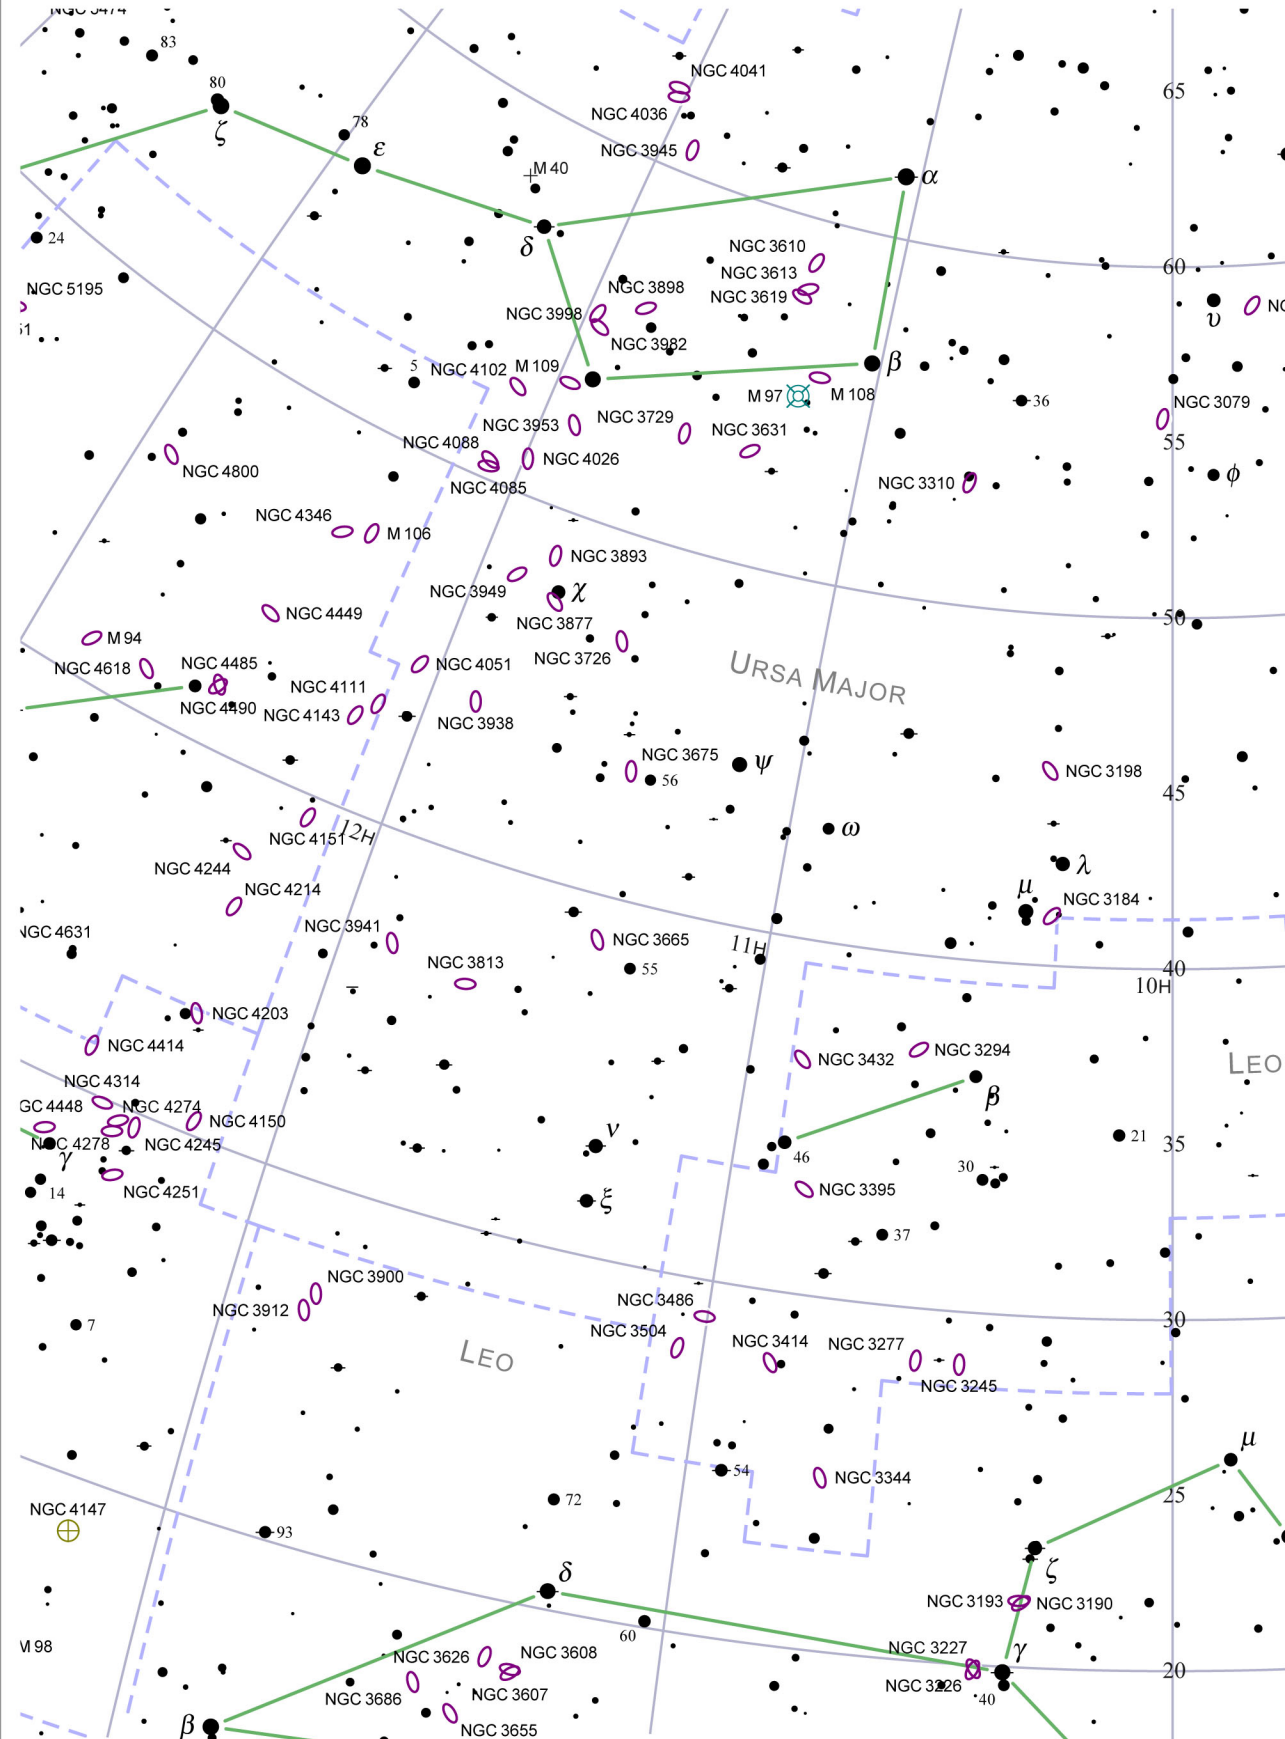 NGC 5474
83
NGC 4041
65
80
NGC 4036
78
ζ
ε
NGC 3945
M 40
α
24
δ
NGC 3610
60
NGC 3613
NGC 5195
NGC 3898
NGC 3619
υ
NGC 3998
51
NGC 3982
5
NGC 4102
M 109
β
M 97
M 108
36
NGC 3079
NGC 3729
NGC 3953
NGC 3631
55
NGC 4088
NGC 4026
NGC 4800
φ
NGC 4085
NGC 3310
NGC 4346
M 106
NGC 3893
NGC 3949
χ
NGC 4449
NGC 3877
50
M 94
NGC 3726
NGC 4618
NGC 4485
NGC 4051
URSA MAJOR
NGC 4111
NGC 4490
NGC 4143
NGC 3938
NGC 3675
ψ
NGC 3198
56
45
12H
NGC 4151
ω
NGC 4244
λ
NGC 4214
μ
NGC 3184
NGC 3941
NGC 4631
NGC 3665
11H
NGC 3813
55
40
10H
NGC 4203
NGC 4414
NGC 3432
NGC 3294
LEO
NGC 4314
β
NGC 4448
NGC 4274
NGC 4150
ν
21
NGC 4278
NGC 4245
35
γ
46
30
NGC 4251
14
NGC 3395
ξ
37
NGC 3900
NGC 3912
NGC 3486
7
30
NGC 3504
NGC 3414
NGC 3277
LEO
NGC 3245
μ
54
NGC 3344
25
NGC 4147
72
93
ζ
δ
NGC 3193
NGC 3190
60
M 98
NGC 3227
γ
NGC 3626
NGC 3608
20
NGC 3226
NGC 3686
NGC 3607
40
β
NGC 3655